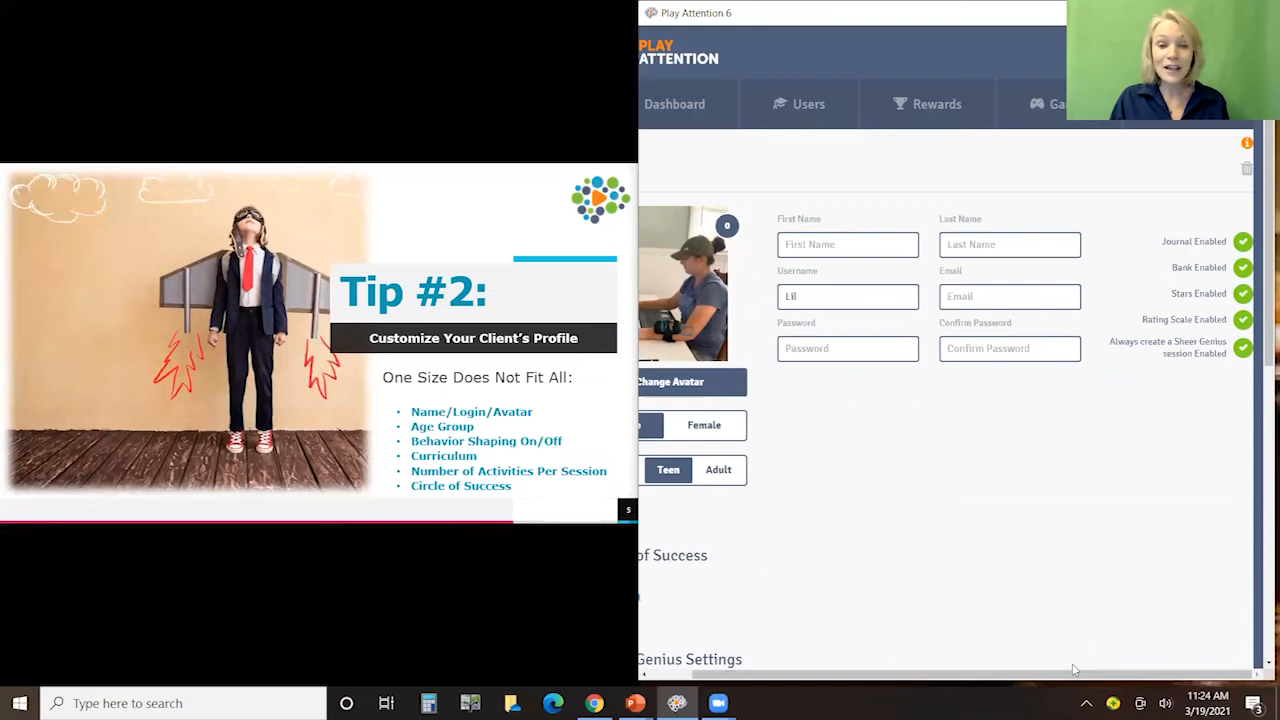 Play Attention 6
PLAY
ATTENTION
Dashboard
Users
Rewards
Tip #2:
Customize Your Client's Profile
One Size Does Not Fit All:
• Name/Login/Avatar
• Age Group
• Behavior Shaping On/Off
• Curriculum
• Number of Activities Per Session
• Circle of Success
5
0
First Name
Last Name
First Name
Last Name
Username
Email
Lil
Email
Password
Confirm Password
Password
Confirm Password
Journal Enabled
Bank Enabled
Stars Enabled
Rating Scale Enabled
Always create a Sheer Genius
session Enabled
Change Avatar
Female
Teen
Adult
of Success
Genius Settings
Type here to search
11:24 AM
3/19/2021
3